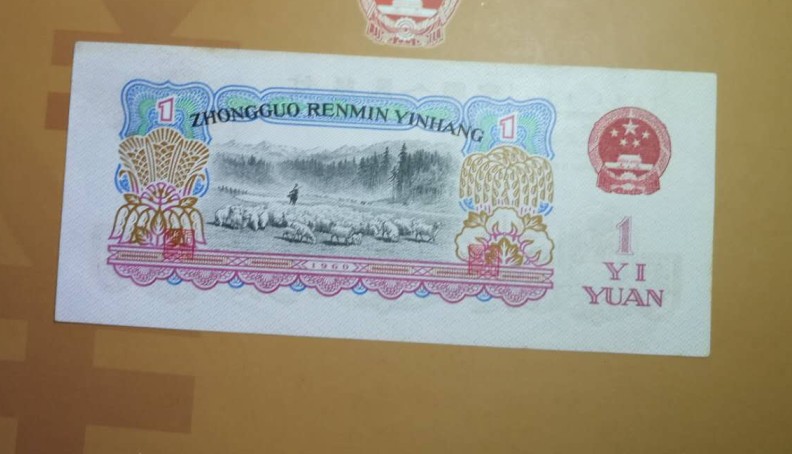 1 ZHONGGUO RENMIN YINHANG 1
1960
1
YI
YUAN